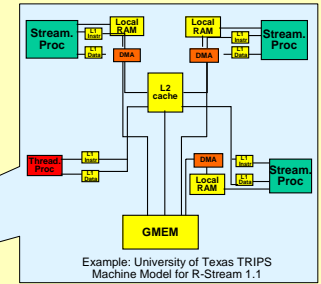 Stream.
Proc
L1
Instr
L1
Data
Local
RAM
DMA
Local
RAM
DMA
L1
Instr
L1
Data
Stream.
Proc
L2
cache
Thread.
Proc
L1
Instr
L1
Data
DMA
Local
RAM
L1
Instr
L1
Data
Stream.
Proc
GMEM
Example: University of Texas TRIPS
Machine Model for R-Stream 1.1